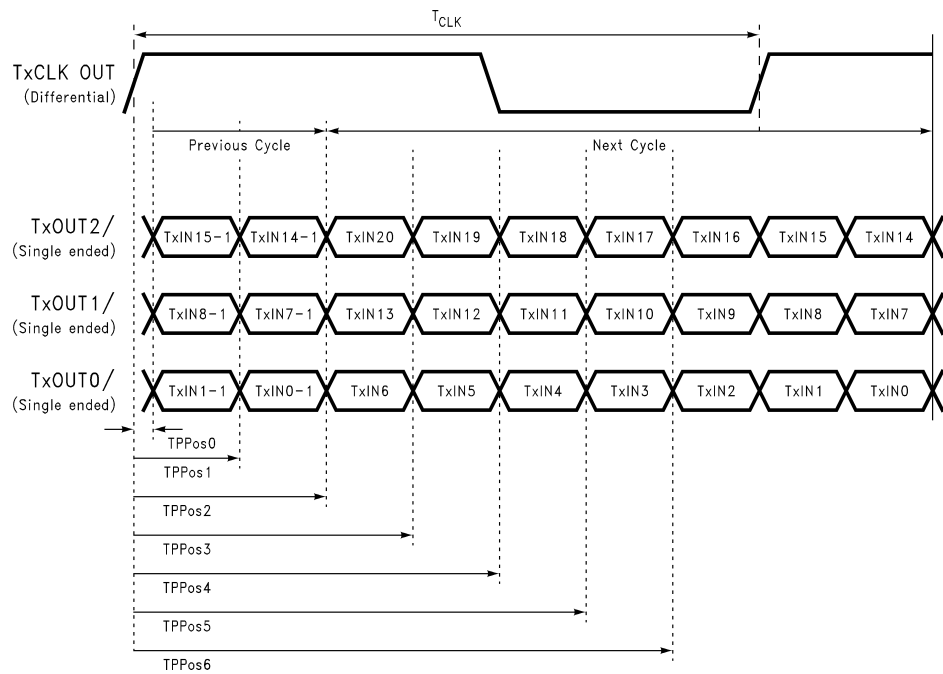 TCLK
TxCLK OUT
(Differential)
Previous Cycle
Next Cycle
TxOUT2/
(Single ended)
TxIN15-1 TxIN14-1 TxIN20 TxIN19 TxIN18 TxIN17 TxIN16 TxIN15 TxIN14
TxOUT1/
(Single ended)
TxIN8-1 TxIN7-1 TxIN13 TxIN12 TxIN11 TxIN10 TxIN9 TxIN8 TxIN7
TxOUT0/
(Single ended)
TxIN1-1 TxIN0-1 TxIN6 TxIN5 TxIN4 TxIN3 TxIN2 TxIN1 TxIN0
TPPos0
TPPos1
TPPos2
TPPos3
TPPos4
TPPos5
TPPos6